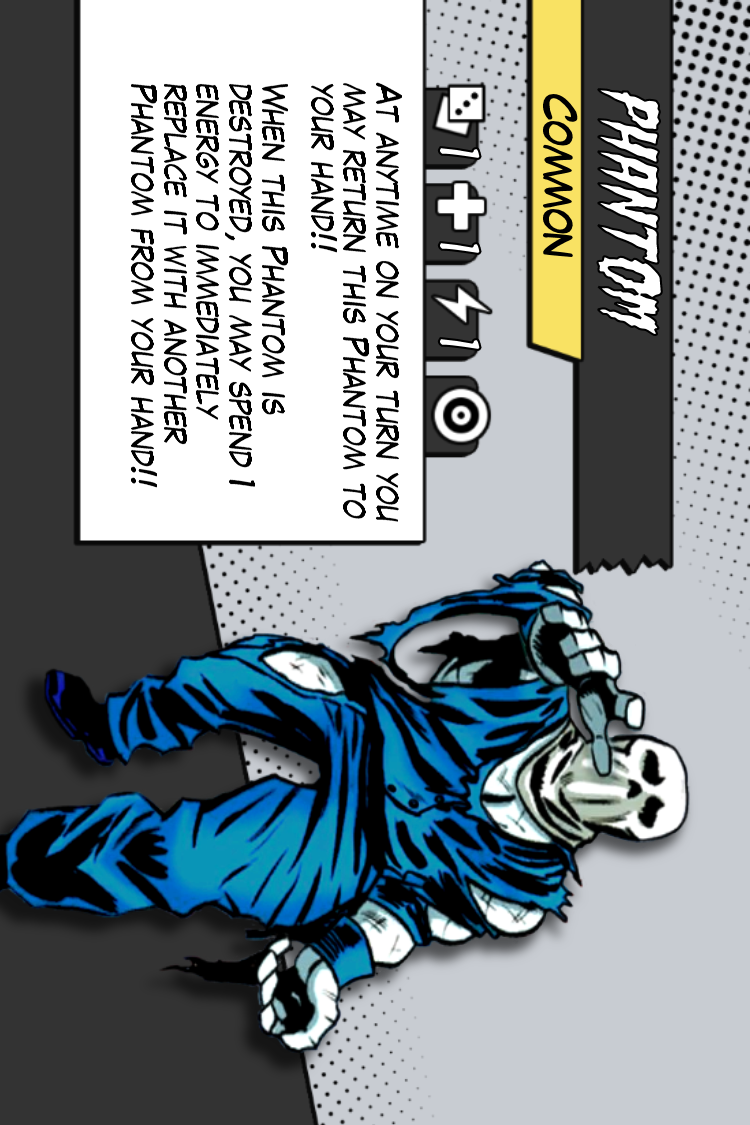 PHANTOM
COMMON
1
1
1
AT ANYTIME ON YOUR TURN YOU
MAY RETURN THIS PHANTOM TO
YOUR HAND!!
WHEN THIS PHANTOM IS
DESTROYED, YOU MAY SPEND 1
ENERGY TO IMMEDIATELY
REPLACE IT WITH ANOTHER
PHANTOM FROM YOUR HAND!!